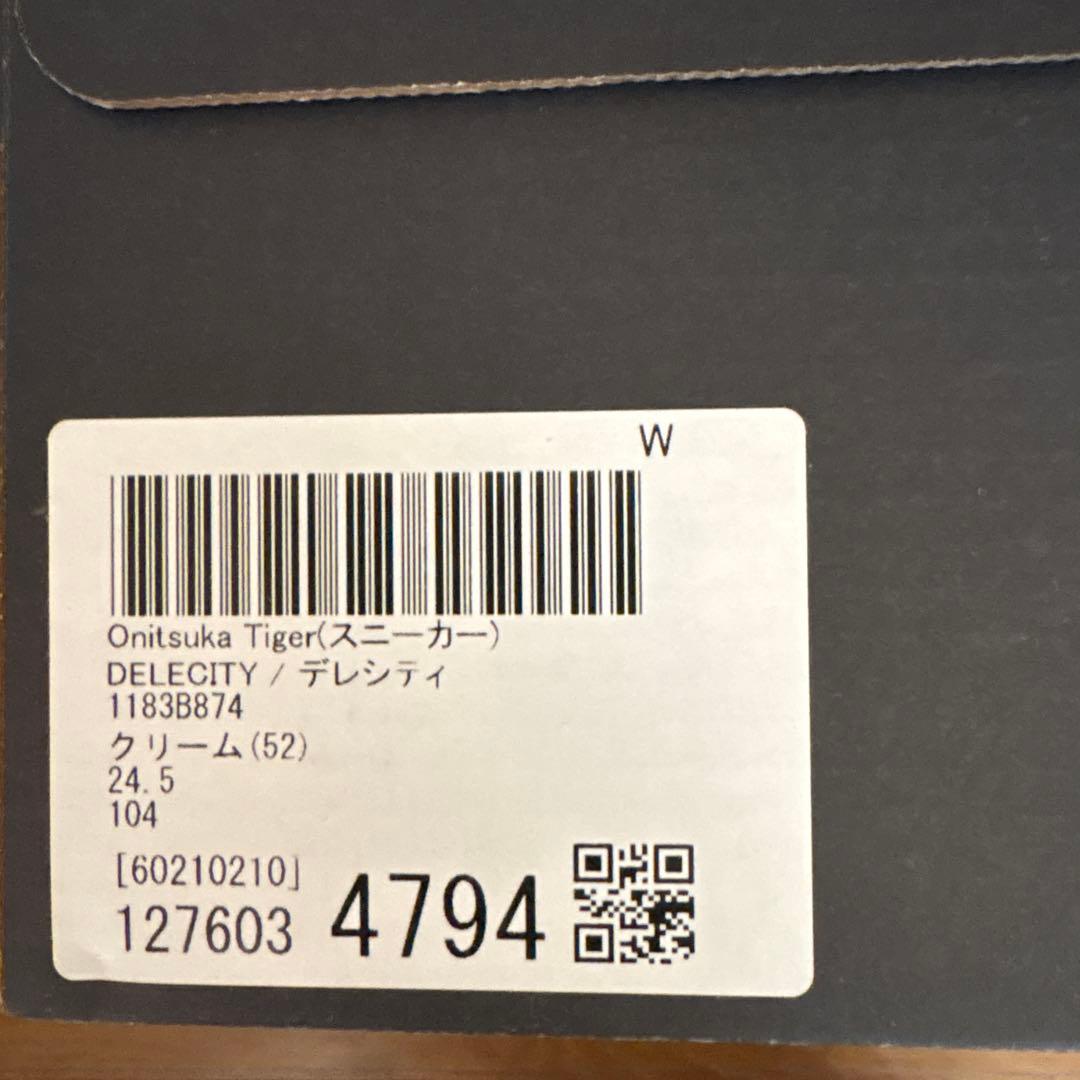 W
Onitsuka Tiger(スニーカー)
DELECITY / デレシティ
1183B874
クリーム(52)
24.5
104
[60210210]
127603 4794